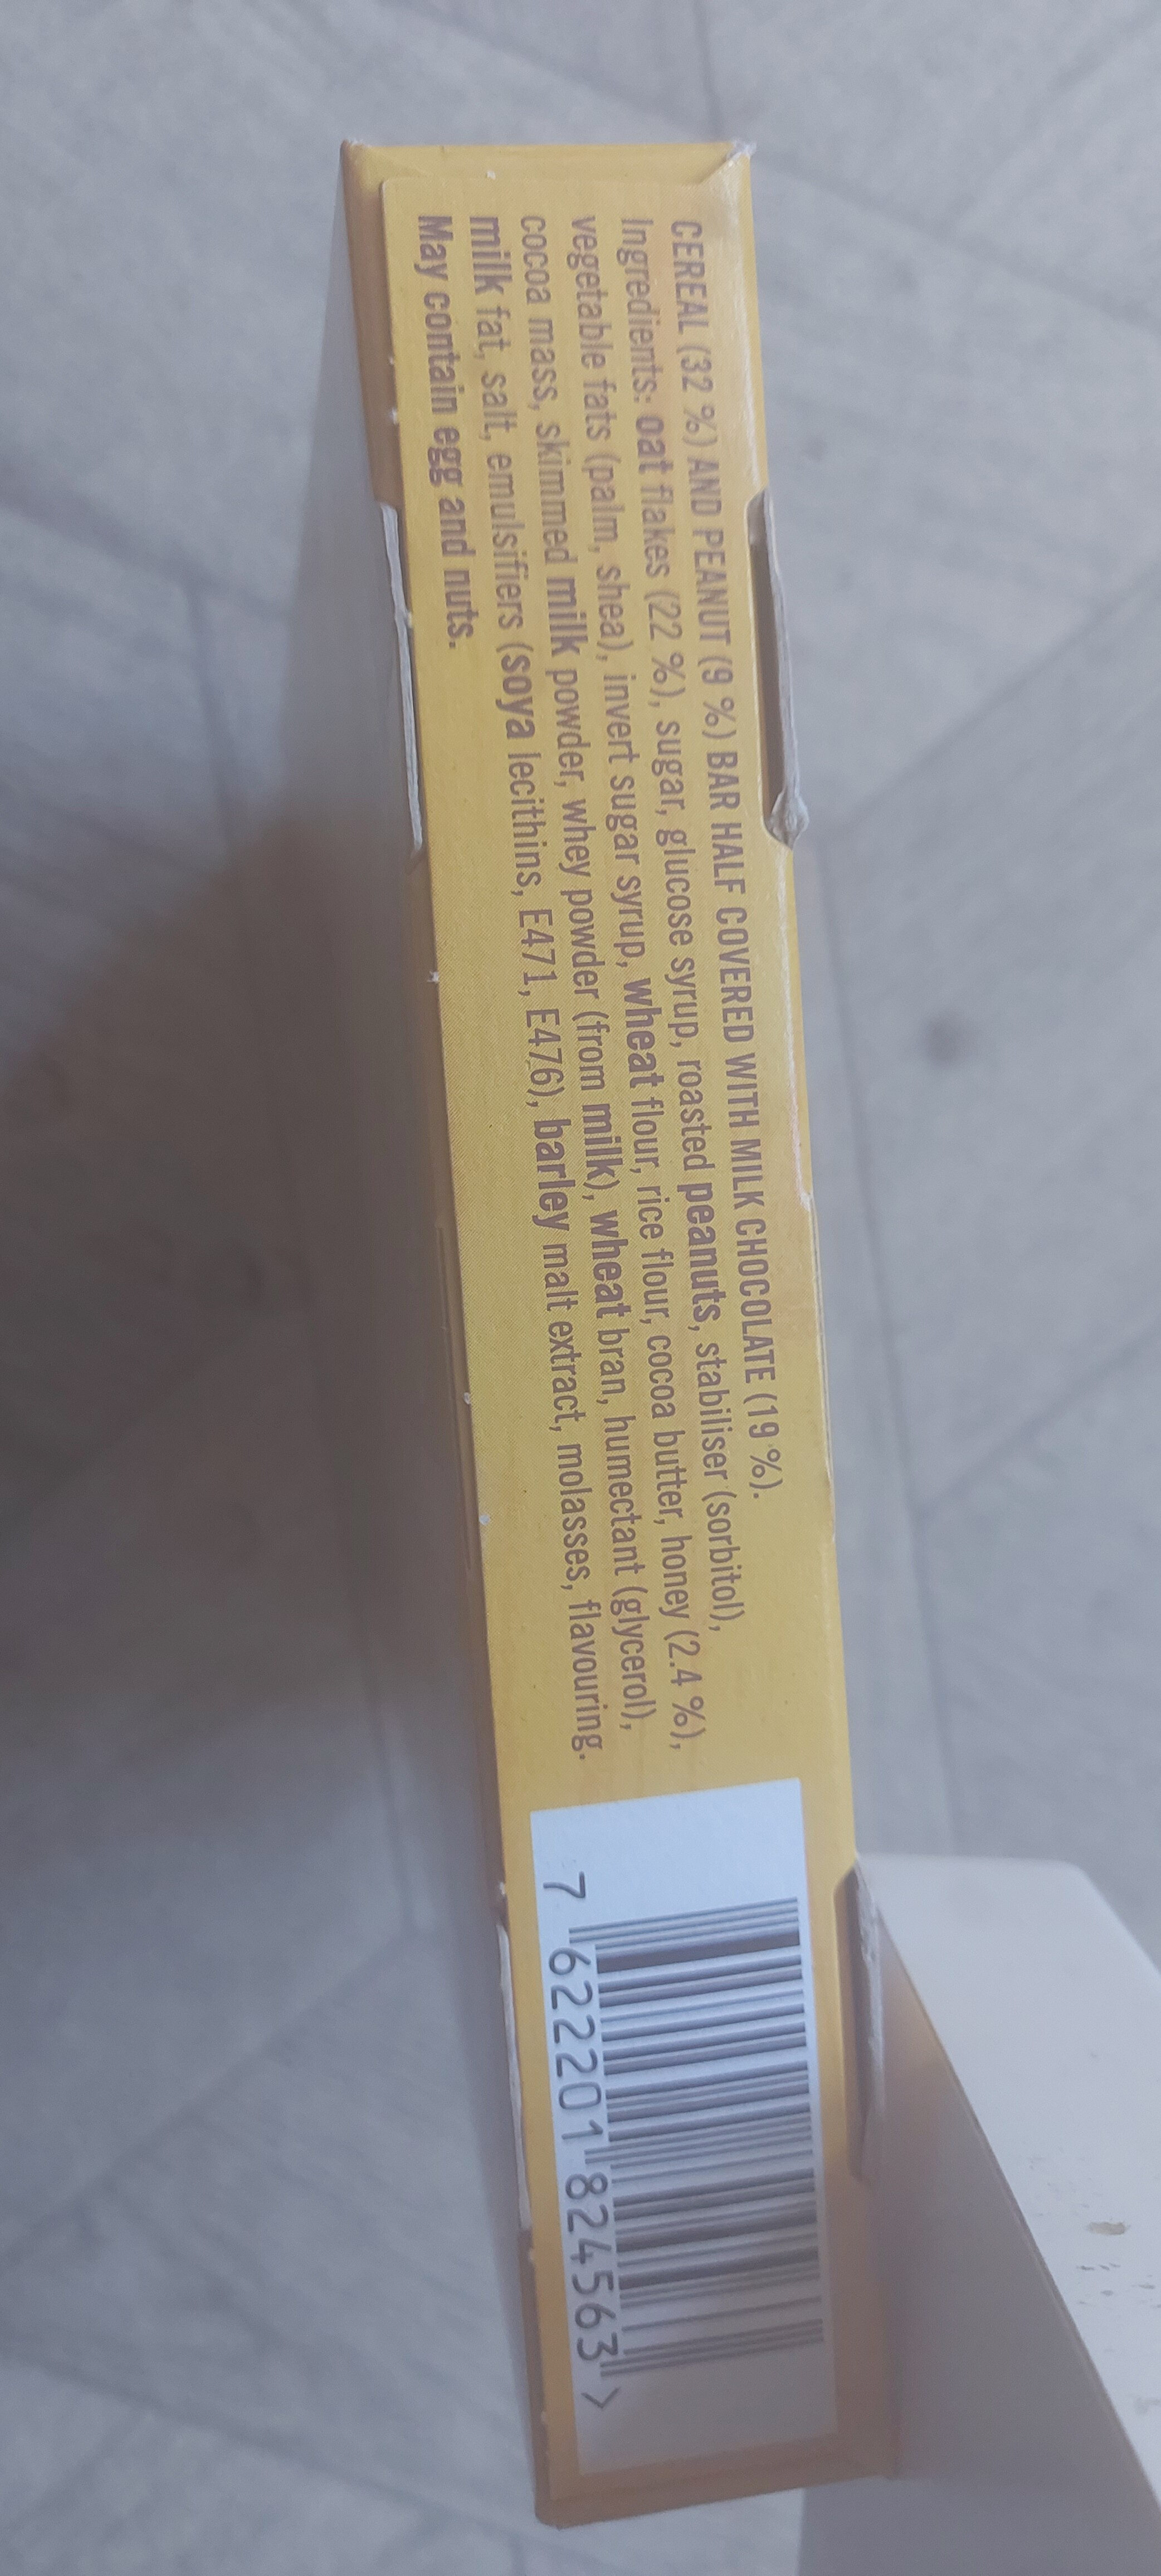 CEREAL (32 %) AND PEANUT (9 %) BAR HALF COVERED WITH MILK CHOCOLATE (19 %).
Ingredients: oat flakes (22 %), sugar, glucose syrup, roasted peanuts, stabiliser (sorbitol),
vegetable fats (palm, shea), invert sugar syrup, wheat flour, rice flour, cocoa butter, honey (2.4 %),
cocoa mass, skimmed milk powder, whey powder (from milk), wheat bran, humectant (glycerol),
milk fat, salt, emulsifiers (soya lecithins, E471, E476), barley malt extract, molasses, flavouring.
May contain egg and nuts.
7 622201 824563 >